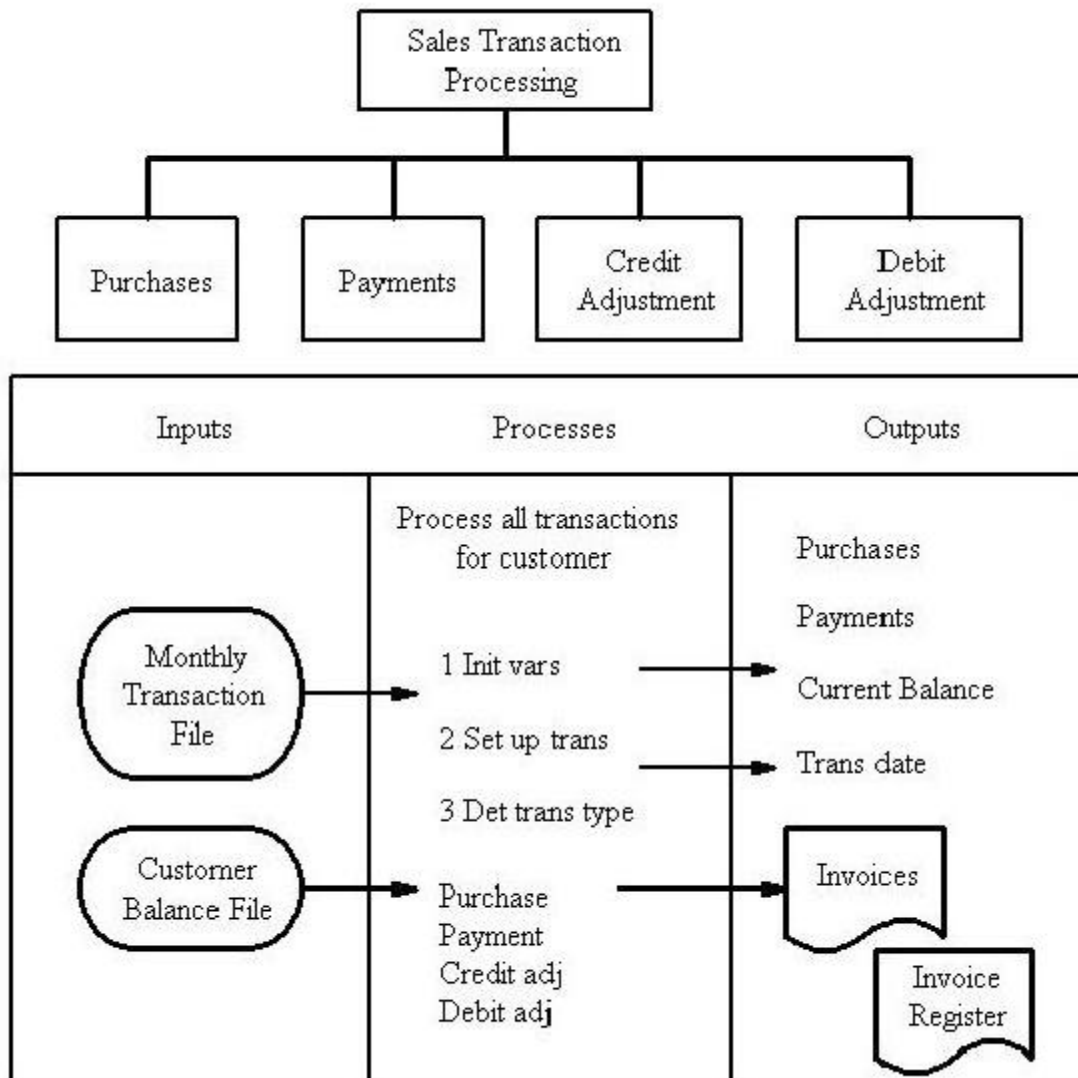 Sales Transaction
Processing
Purchases
Payments
Credit
Adjustment
Debit
Adjustment
Inputs
Processes
Outputs
Process all transactions
for customer
Monthly
Transaction
File
Customer
Balance File
1 Init vars
2 Set up trans
3 Det trans type
Purchase
Payment
Credit adj
Debit adj
Purchases
Payments
Current Balance
Trans date
Invoices
Invoice
Register